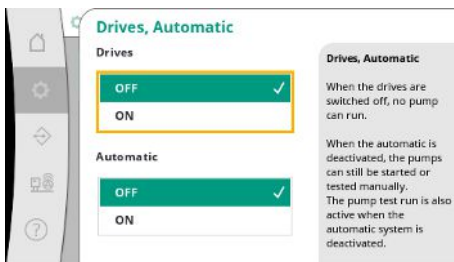 Drives, Automatic
Drives
OFF
ON
Automatic
OFF
ON
Drives, Automatic
When the drives are
switched off, no pump
can run.
When the automatic is
deactivated, the pumps
can still be started or
tested manually.
The pump test run is also
active when the
automatic system is
deactivated.
?